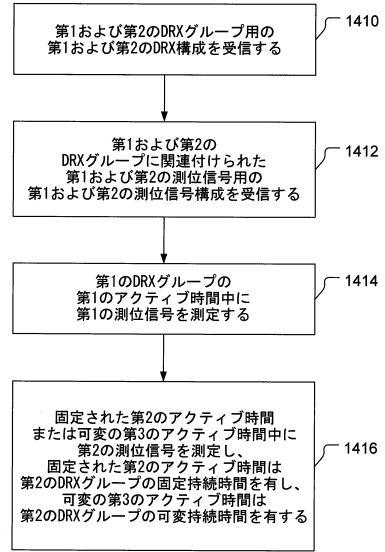 第1および第2のDRXグループ用の
第1および第2のDRX構成を受信する
1410
第1および第2の
DRXグループに関連付けられた
第1および第2の測位信号用の
第1および第2の測位信号構成を受信する
1412
第1のDRXグループの
第1のアクティブ時間中に
第1の測位信号を測定する
1414
固定された第2のアクティブ時間
または可変の第3のアクティブ時間中に
第2の測位信号を測定し、
固定された第2のアクティブ時間は
第2のDRXグループの固定持続時間を有し、
可変の第3のアクティブ時間は
第2のDRXグループの可変持続時間を有する
1416